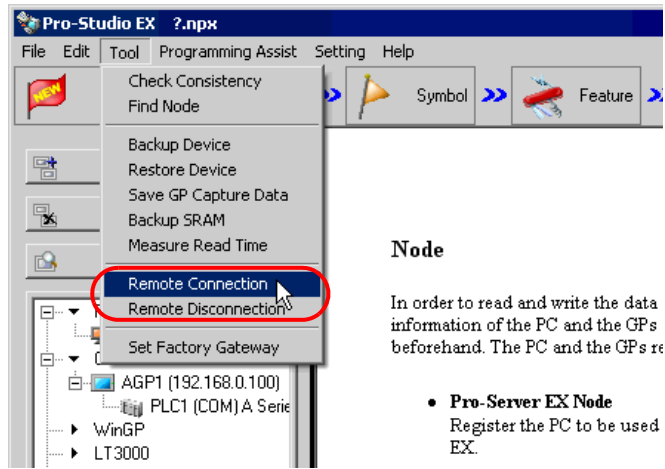 Pro-Studio EX ?.npx
File Edit Tool Programming Assist Setting Help
NEW
Symbol
Feature
Check Consistency
Find Node
Backup Device
Restore Device
Save GP Capture Data
Backup SRAM
Measure Read Time
Remote Connection
Remote Disconnection
Set Factory Gateway
AGP1 (192.168.0.100)
PLC1 (COM) A Serie
WinGP
LT3000
Node
In order to read and write the data
information of the PC and the GPs
beforehand. The PC and the GPs re
Pro-Server EX Node
Register the PC to be used
EX.